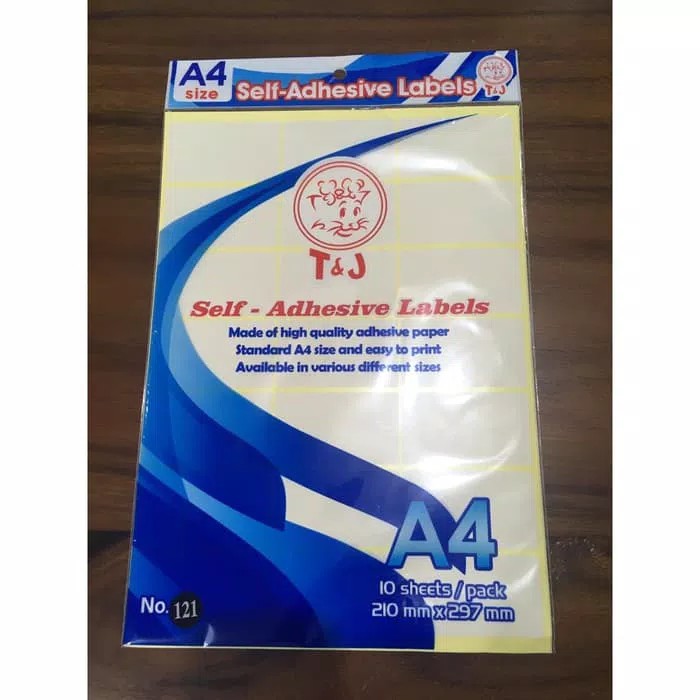 A4 size Self-Adhesive Labels T&J
T&J
Self - Adhesive Labels
Made of high quality adhesive paper
Standard A4 size and easy to print
Available in various different sizes
A4
10 sheets / pack
210 mm x 297 mm
No. 121